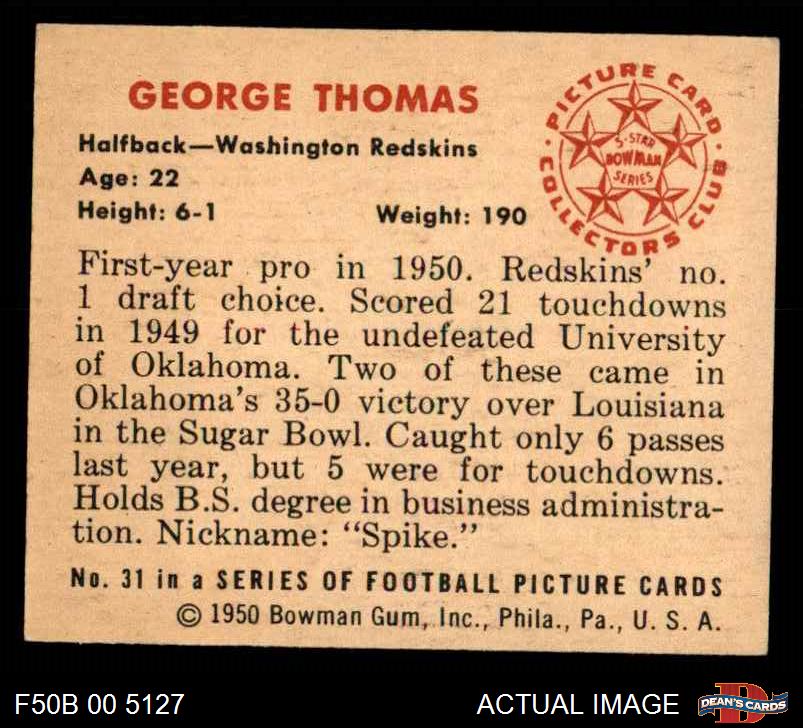 GEORGE THOMAS
Halfback—Washington Redskins
Age: 22
Height: 6-1 Weight: 190
PICTURE CARD
COLLECTORS CLUB
5-STAR
BOWMAN
SERIES
First-year pro in 1950. Redskins' no.
1 draft choice. Scored 21 touchdowns
in 1949 for the undefeated University
of Oklahoma. Two of these came in
Oklahoma's 35-0 victory over Louisiana
in the Sugar Bowl. Caught only 6 passes
last year, but 5 were for touchdowns.
Holds B.S. degree in business administra-
tion. Nickname: "Spike."
No. 31 in a SERIES OF FOOTBALL PICTURE CARDS
© 1950 Bowman Gum, Inc., Phila., Pa., U. S. A.
F50B 00 5127 ACTUAL IMAGE
D
DEAN'S CARDS